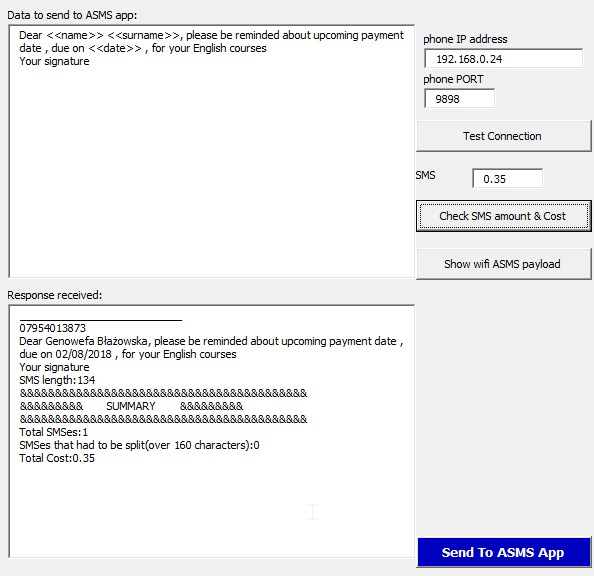 Data to send to ASMS app:
Dear <<name>> <<surname>>, please be reminded about upcoming payment
date , due on <<date>> , for your English courses
Your signature
phone IP address
192.168.0.24
phone PORT
9898
Test Connection
SMS
0.35
Check SMS amount & Cost
Show wifi ASMS payload
Response received:
07954013873
Dear Genowefa Błażowska, please be reminded about upcoming payment date ,
due on 02/08/2018 , for your English courses
Your signature
SMS length:134
&&&&&&&&&&&&&&&&&&&&&&&&&&&&&&&&&&&&&&&&&
&&&&&&&&& SUMMARY &&&&&&&&&
&&&&&&&&&&&&&&&&&&&&&&&&&&&&&&&&&&&&&&&&&
Total SMSes:1
SMSes that had to be split(over 160 characters):0
Total Cost:0.35
Send To ASMS App